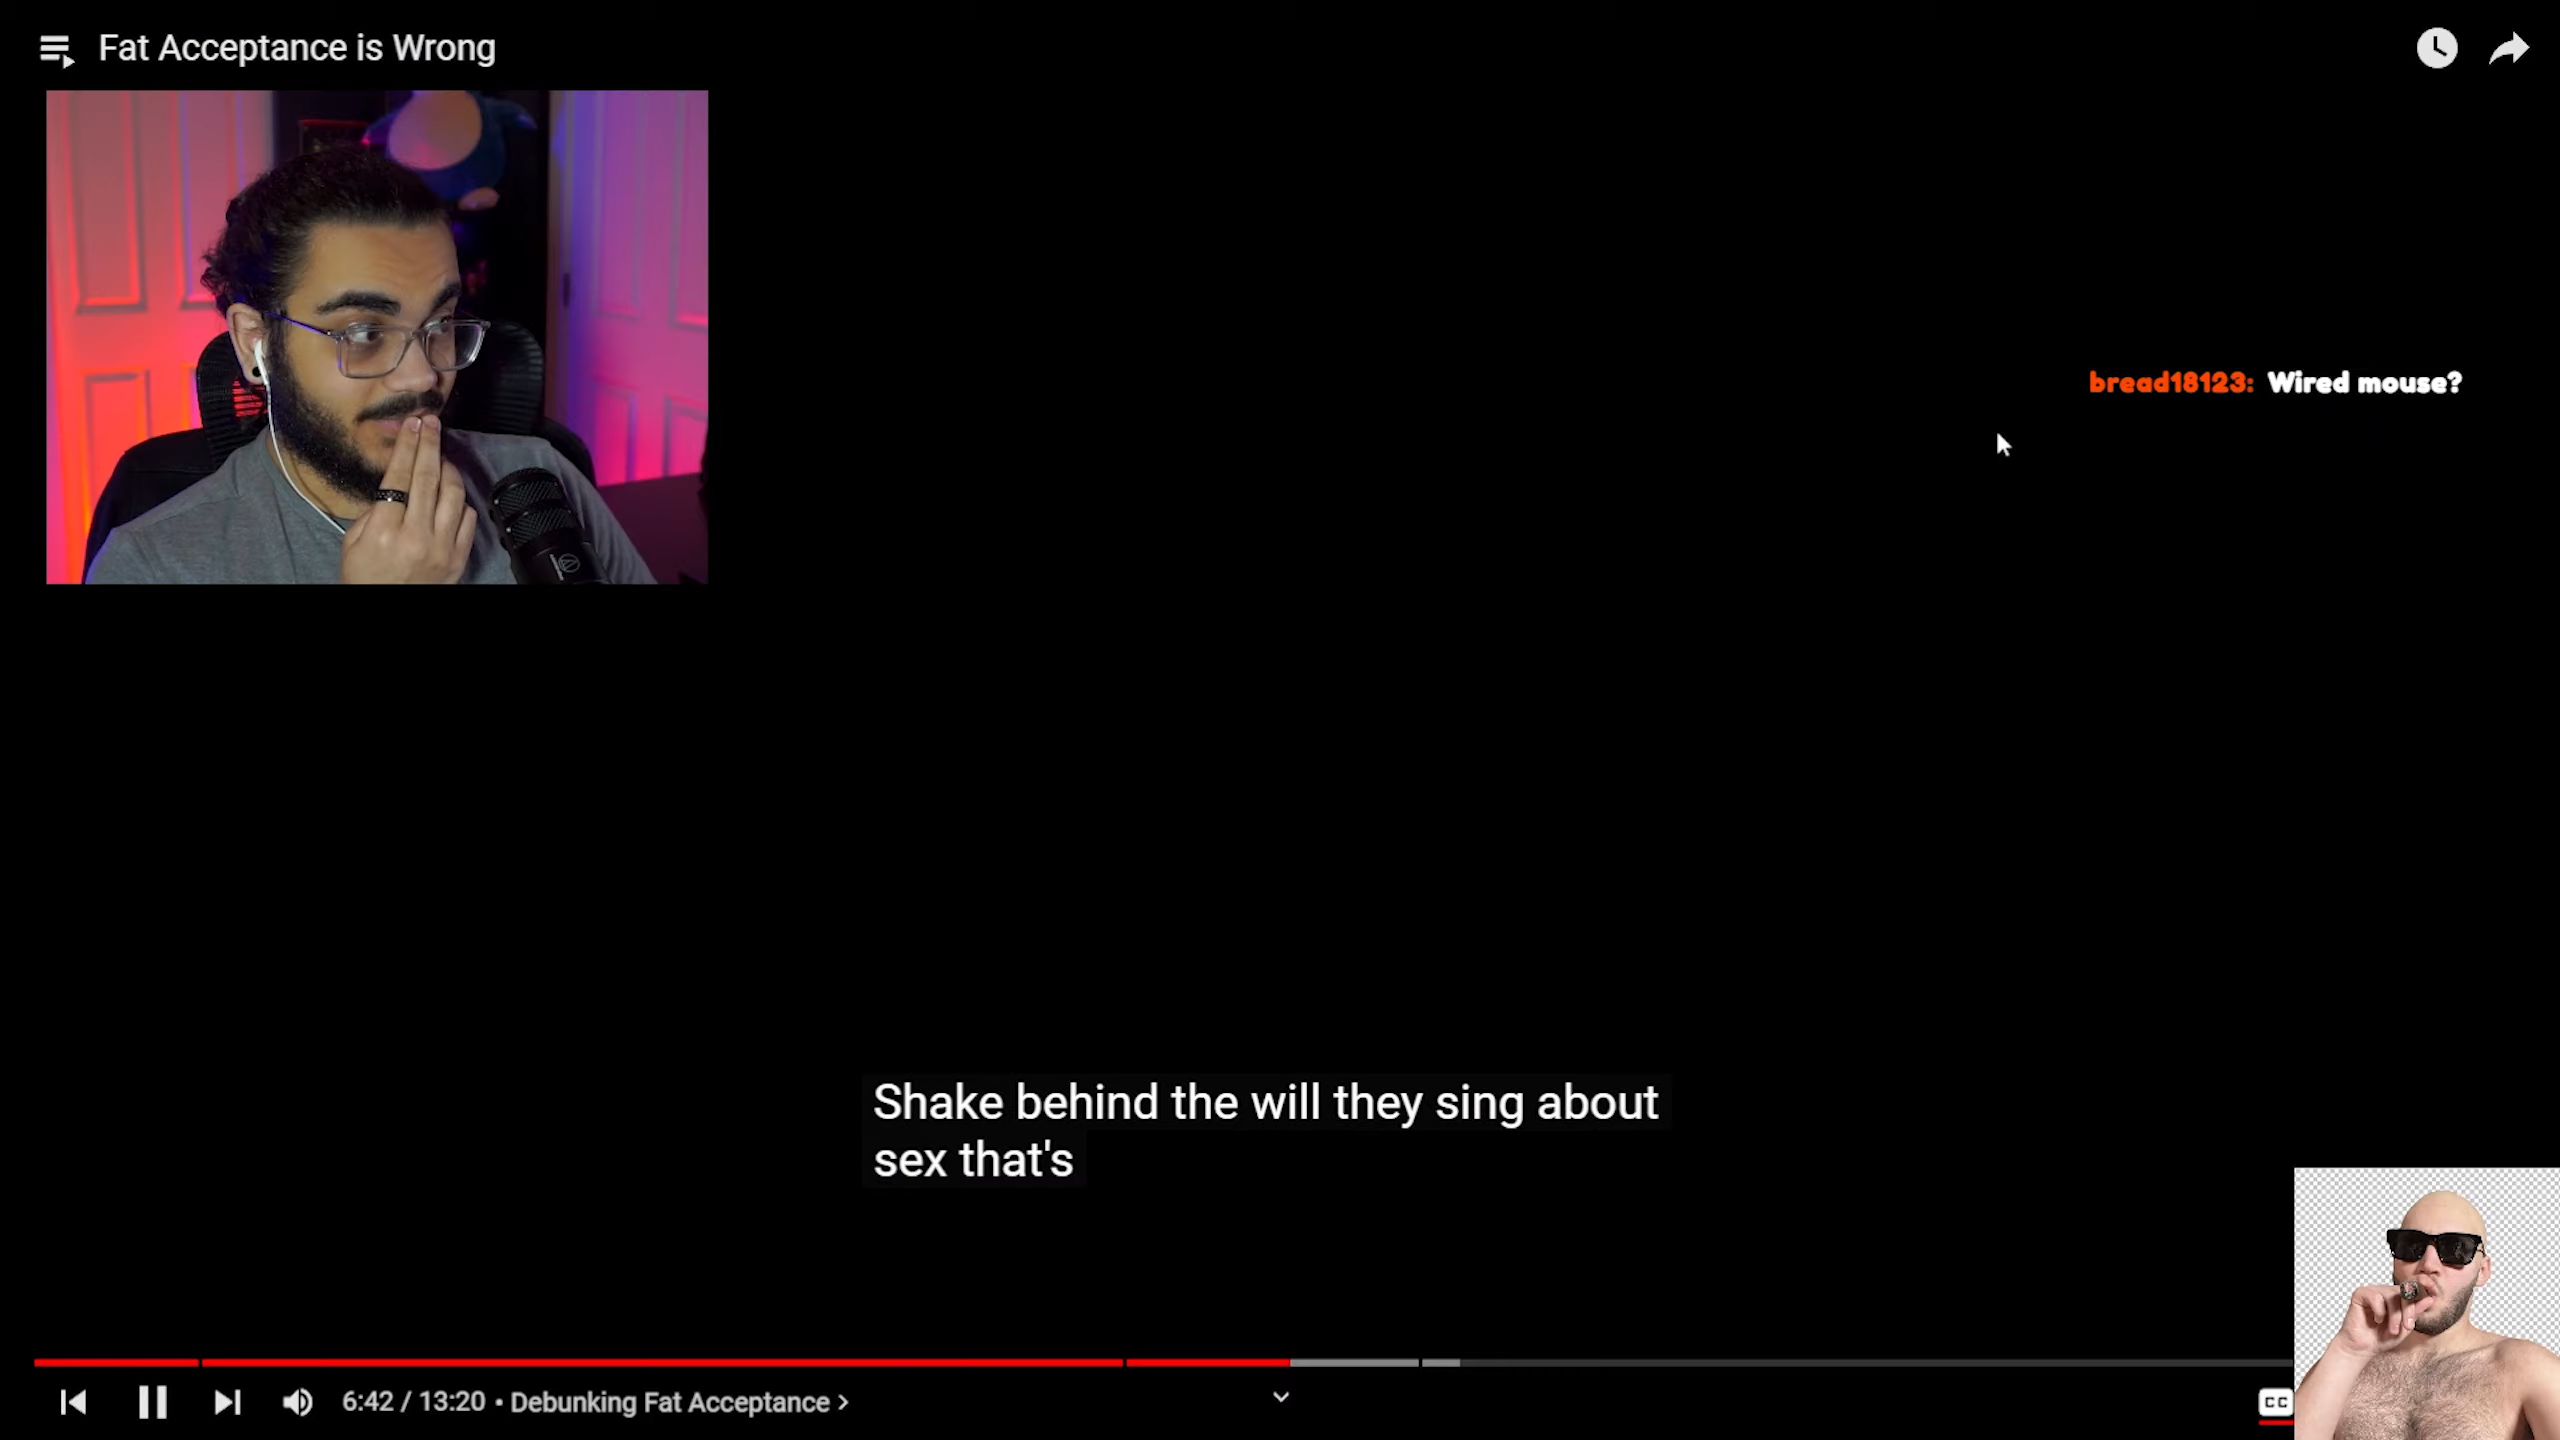 Fat Acceptance is Wrong
bread18123: Wired mouse?
Shake behind the will they sing about
sex that's
6:42 / 13:20 • Debunking Fat Acceptance >
CC